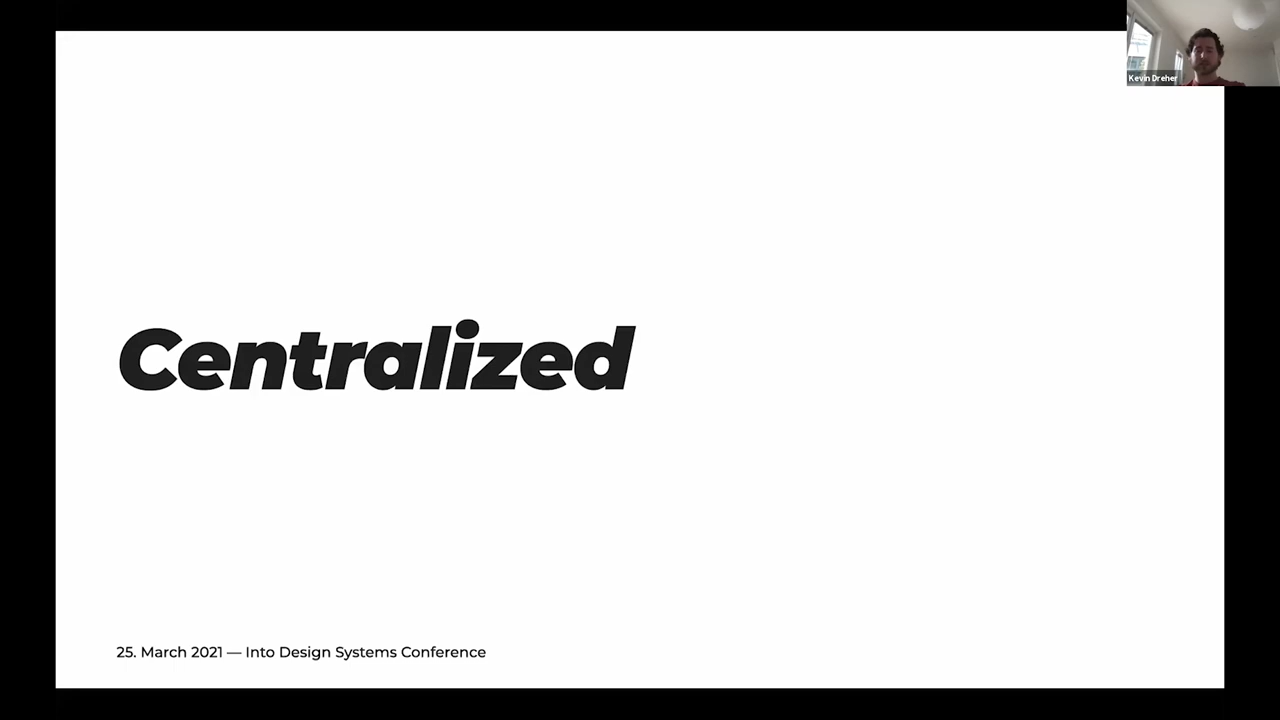 Kevin Dreher
Centralized
25. March 2021 — Into Design Systems Conference